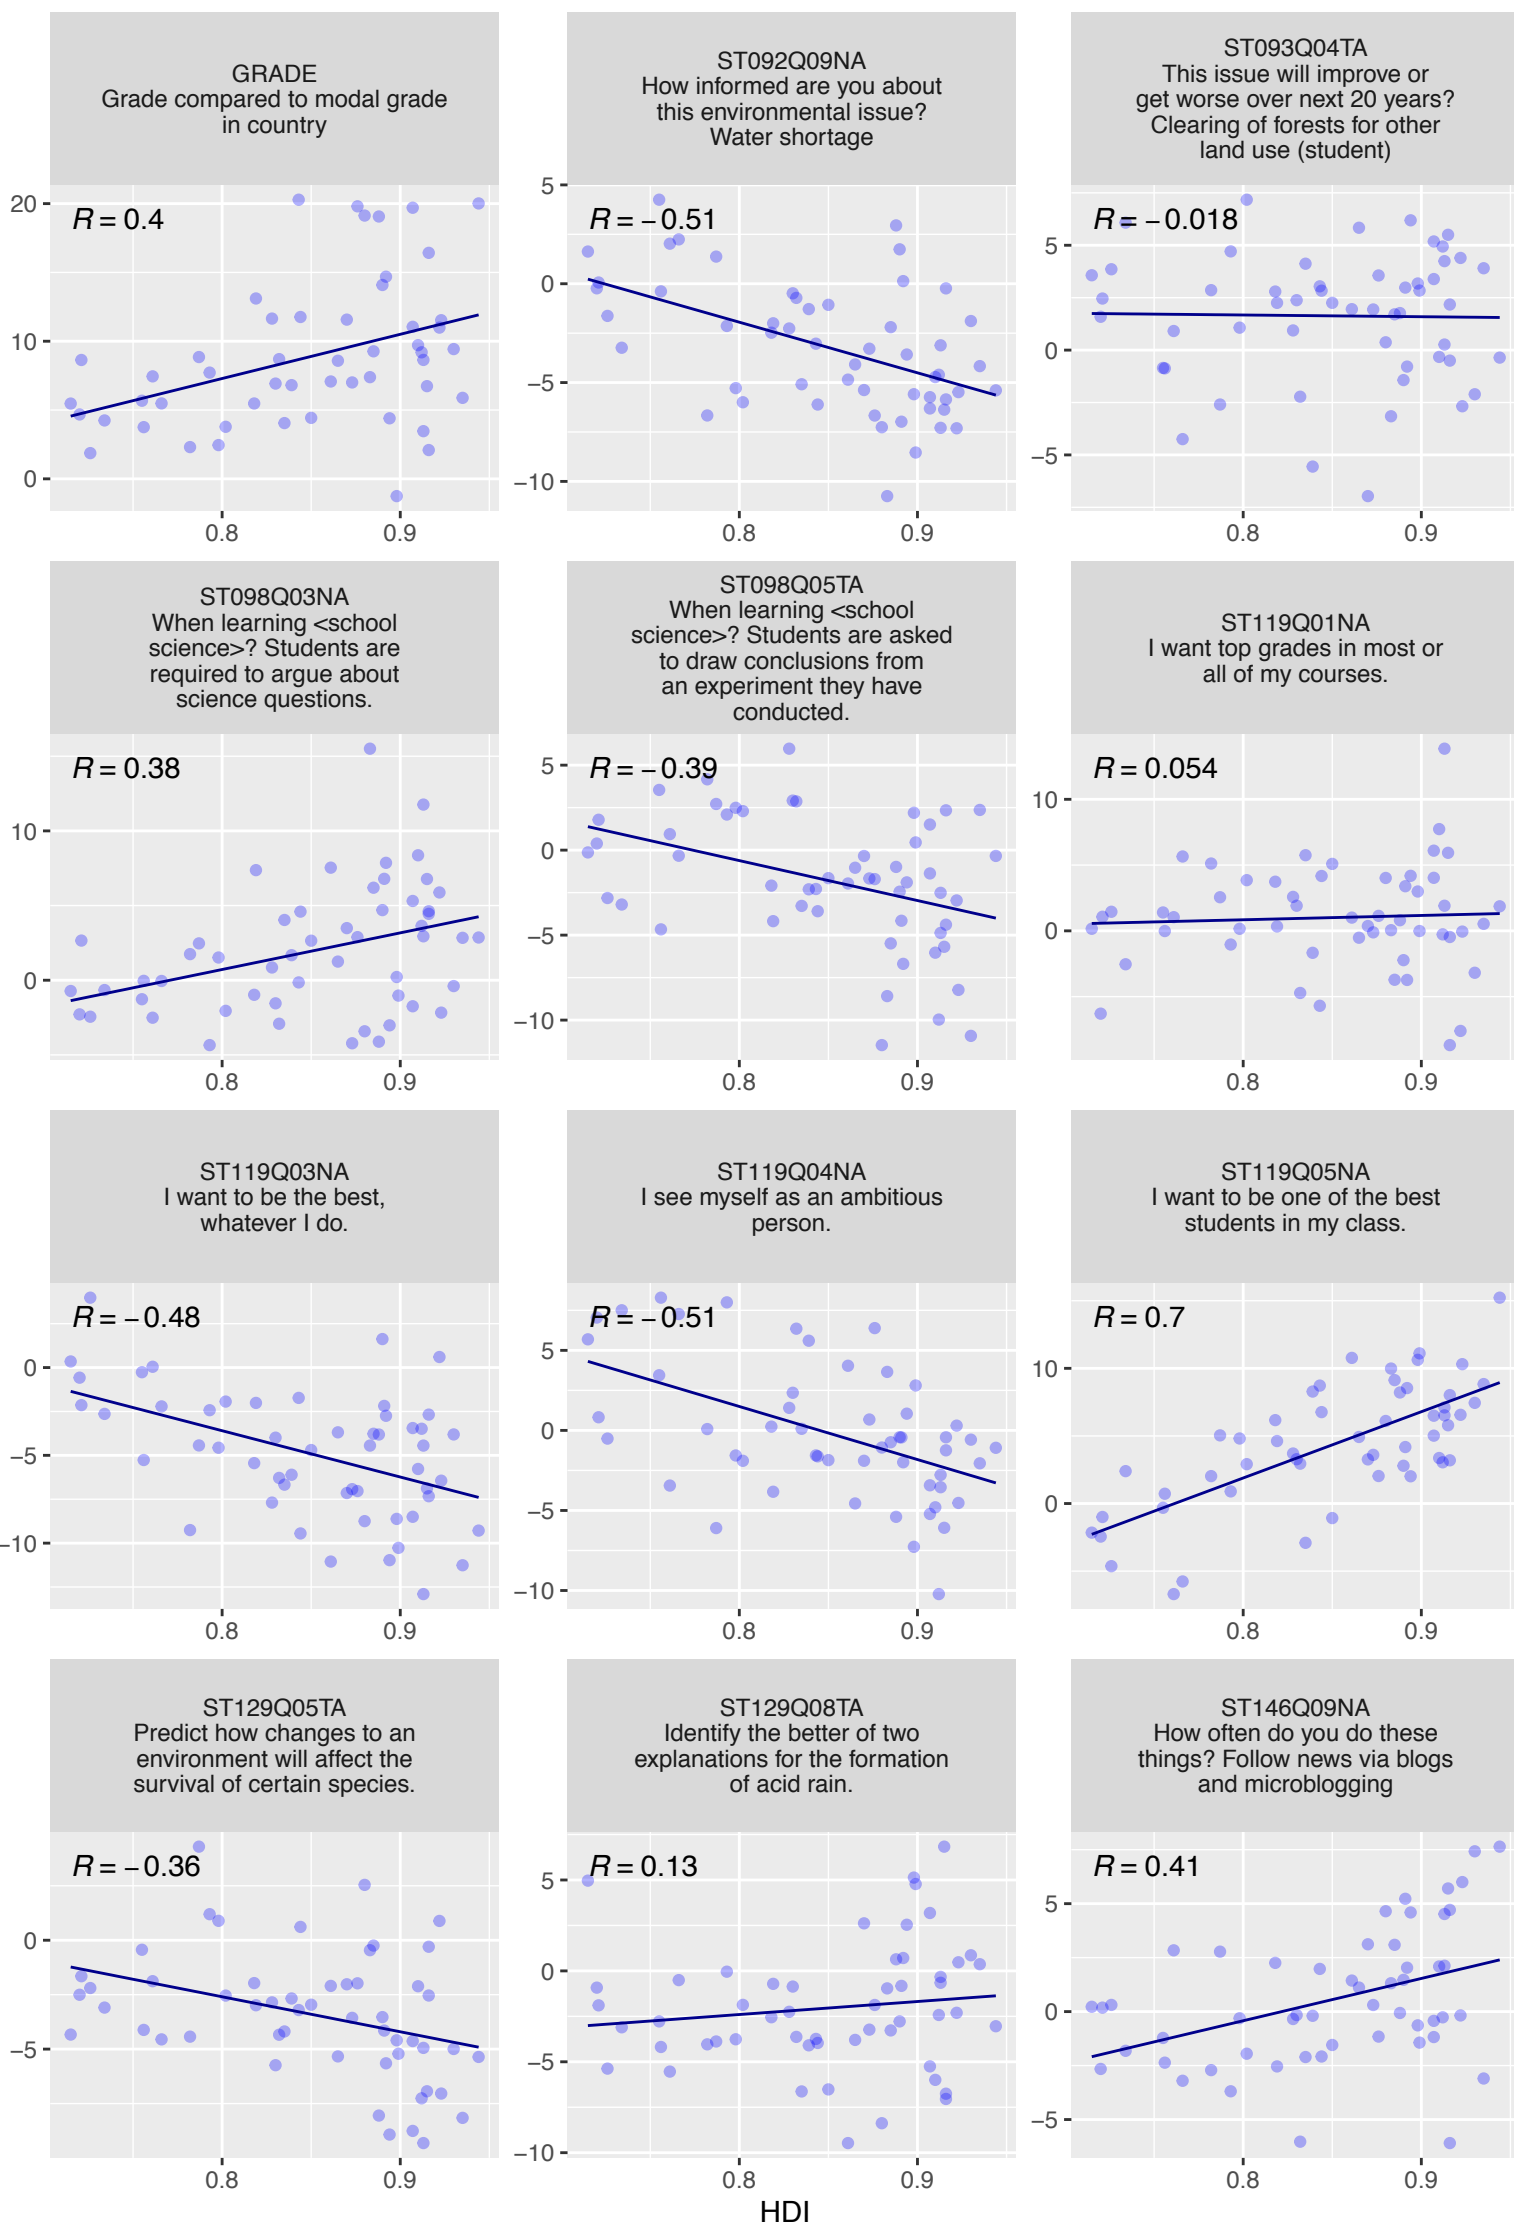 GRADE
Grade compared to modal grade
in country
ST092Q09NA
How informed are you about
this environmental issue?
Water shortage
ST093Q04TA
This issue will improve or
get worse over next 20 years?
Clearing of forests for other
land use (student)
R = 0.4
20
10
0
0.8 0.9
R = −0.51
5
0
−5
−10
0.8 0.9
R = −0.018
5
0
−5
0.8 0.9
ST098Q03NA
When learning <school
science>? Students are
required to argue about
science questions.
ST098Q05TA
When learning <school
science>? Students are asked
to draw conclusions from
an experiment they have
conducted.
ST119Q01NA
I want top grades in most or
all of my courses.
R = 0.38
10
0
0.8 0.9
R = −0.39
5
0
−5
−10
0.8 0.9
R = 0.054
10
0
0.8 0.9
ST119Q03NA
I want to be the best,
whatever I do.
ST119Q04NA
I see myself as an ambitious
person.
ST119Q05NA
I want to be one of the best
students in my class.
R = −0.48
0
−5
−10
0.8 0.9
R = −0.51
5
0
−5
−10
0.8 0.9
R = 0.7
10
0
0.8 0.9
ST129Q05TA
Predict how changes to an
environment will affect the
survival of certain species.
ST129Q08TA
Identify the better of two
explanations for the formation
of acid rain.
ST146Q09NA
How often do you do these
things? Follow news via blogs
and microblogging
R = −0.36
0
−5
0.8 0.9
R = 0.13
5
0
−5
−10
0.8 0.9
R = 0.41
5
0
−5
0.8 0.9
HDI